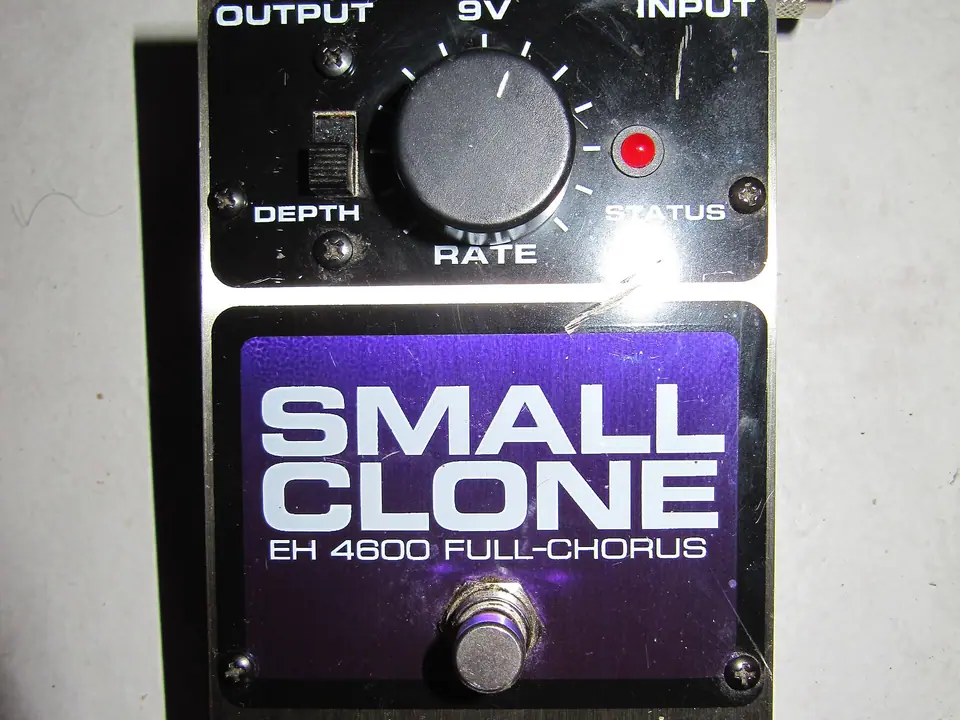 OUTPUT 9V INPUT
DEPTH
STATUS
RATE
SMALL
CLONE
EH 4600 FULL-CHORUS